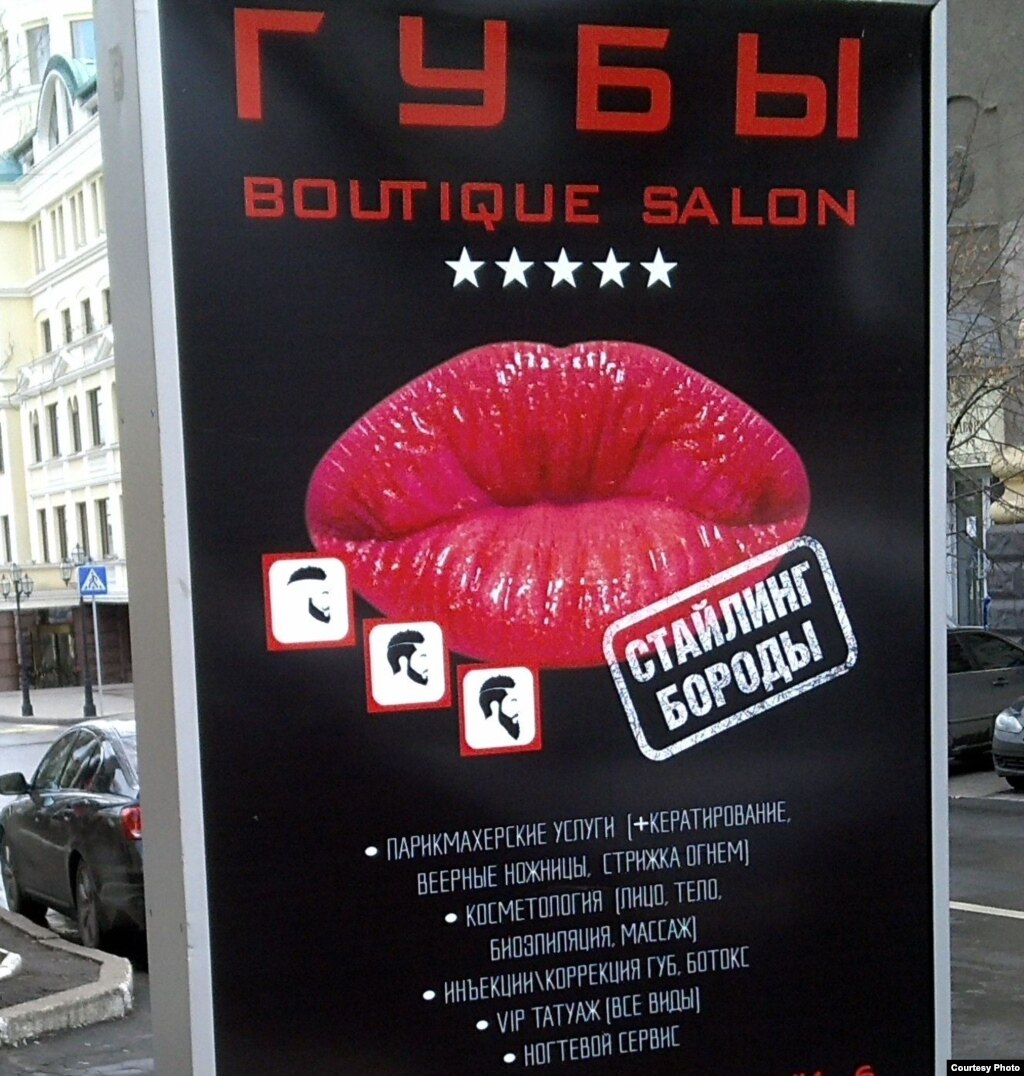 ГУБЫ
BOUTIQUE SALON
СТАЙЛИНГ
БОРОДЫ
• ПАРИКМАХЕРСКИЕ УСЛУГИ (+КЕРАТИРОВАНИЕ,
ВЕЕРНЫЕ НОЖНИЦЫ, СТРИЖКА ОГНЕМ)
• КОСМЕТОЛОГИЯ (ЛИЦО, ТЕЛО,
БИОЭПИЛЯЦИЯ, МАССАЖ)
• ИНЪЕКЦИИ\КОРРЕКЦИЯ ГУБ, БОТОКС
• VIP ТАТУАЖ (ВСЕ ВИДЫ)
• НОГТЕВОЙ СЕРВИС
Courtesy Photo